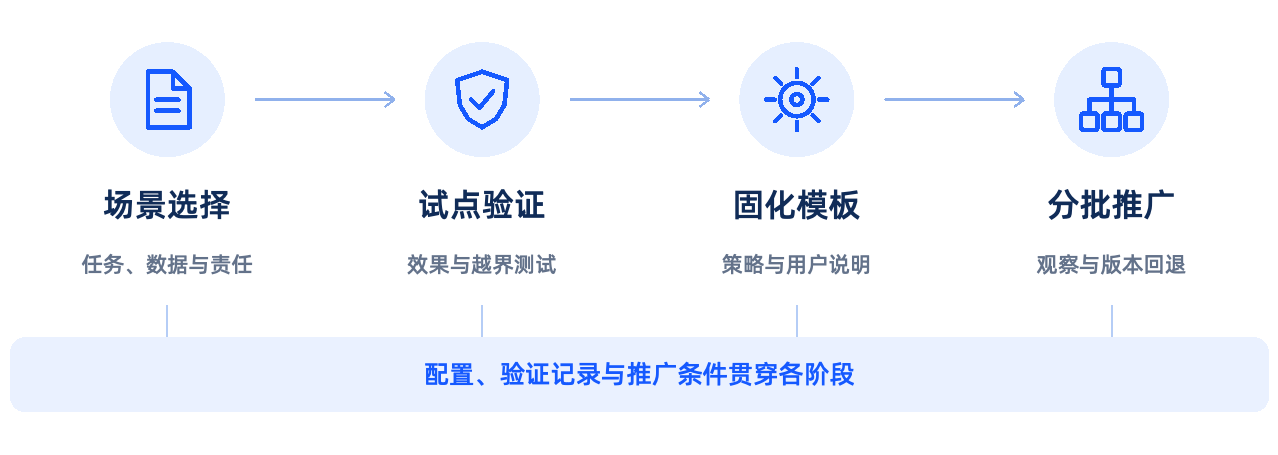 场景选择
任务、数据与责任
试点验证
效果与越界测试
固化模板
策略与用户说明
分批推广
观察与版本回退
配置、验证记录与推广条件贯穿各阶段